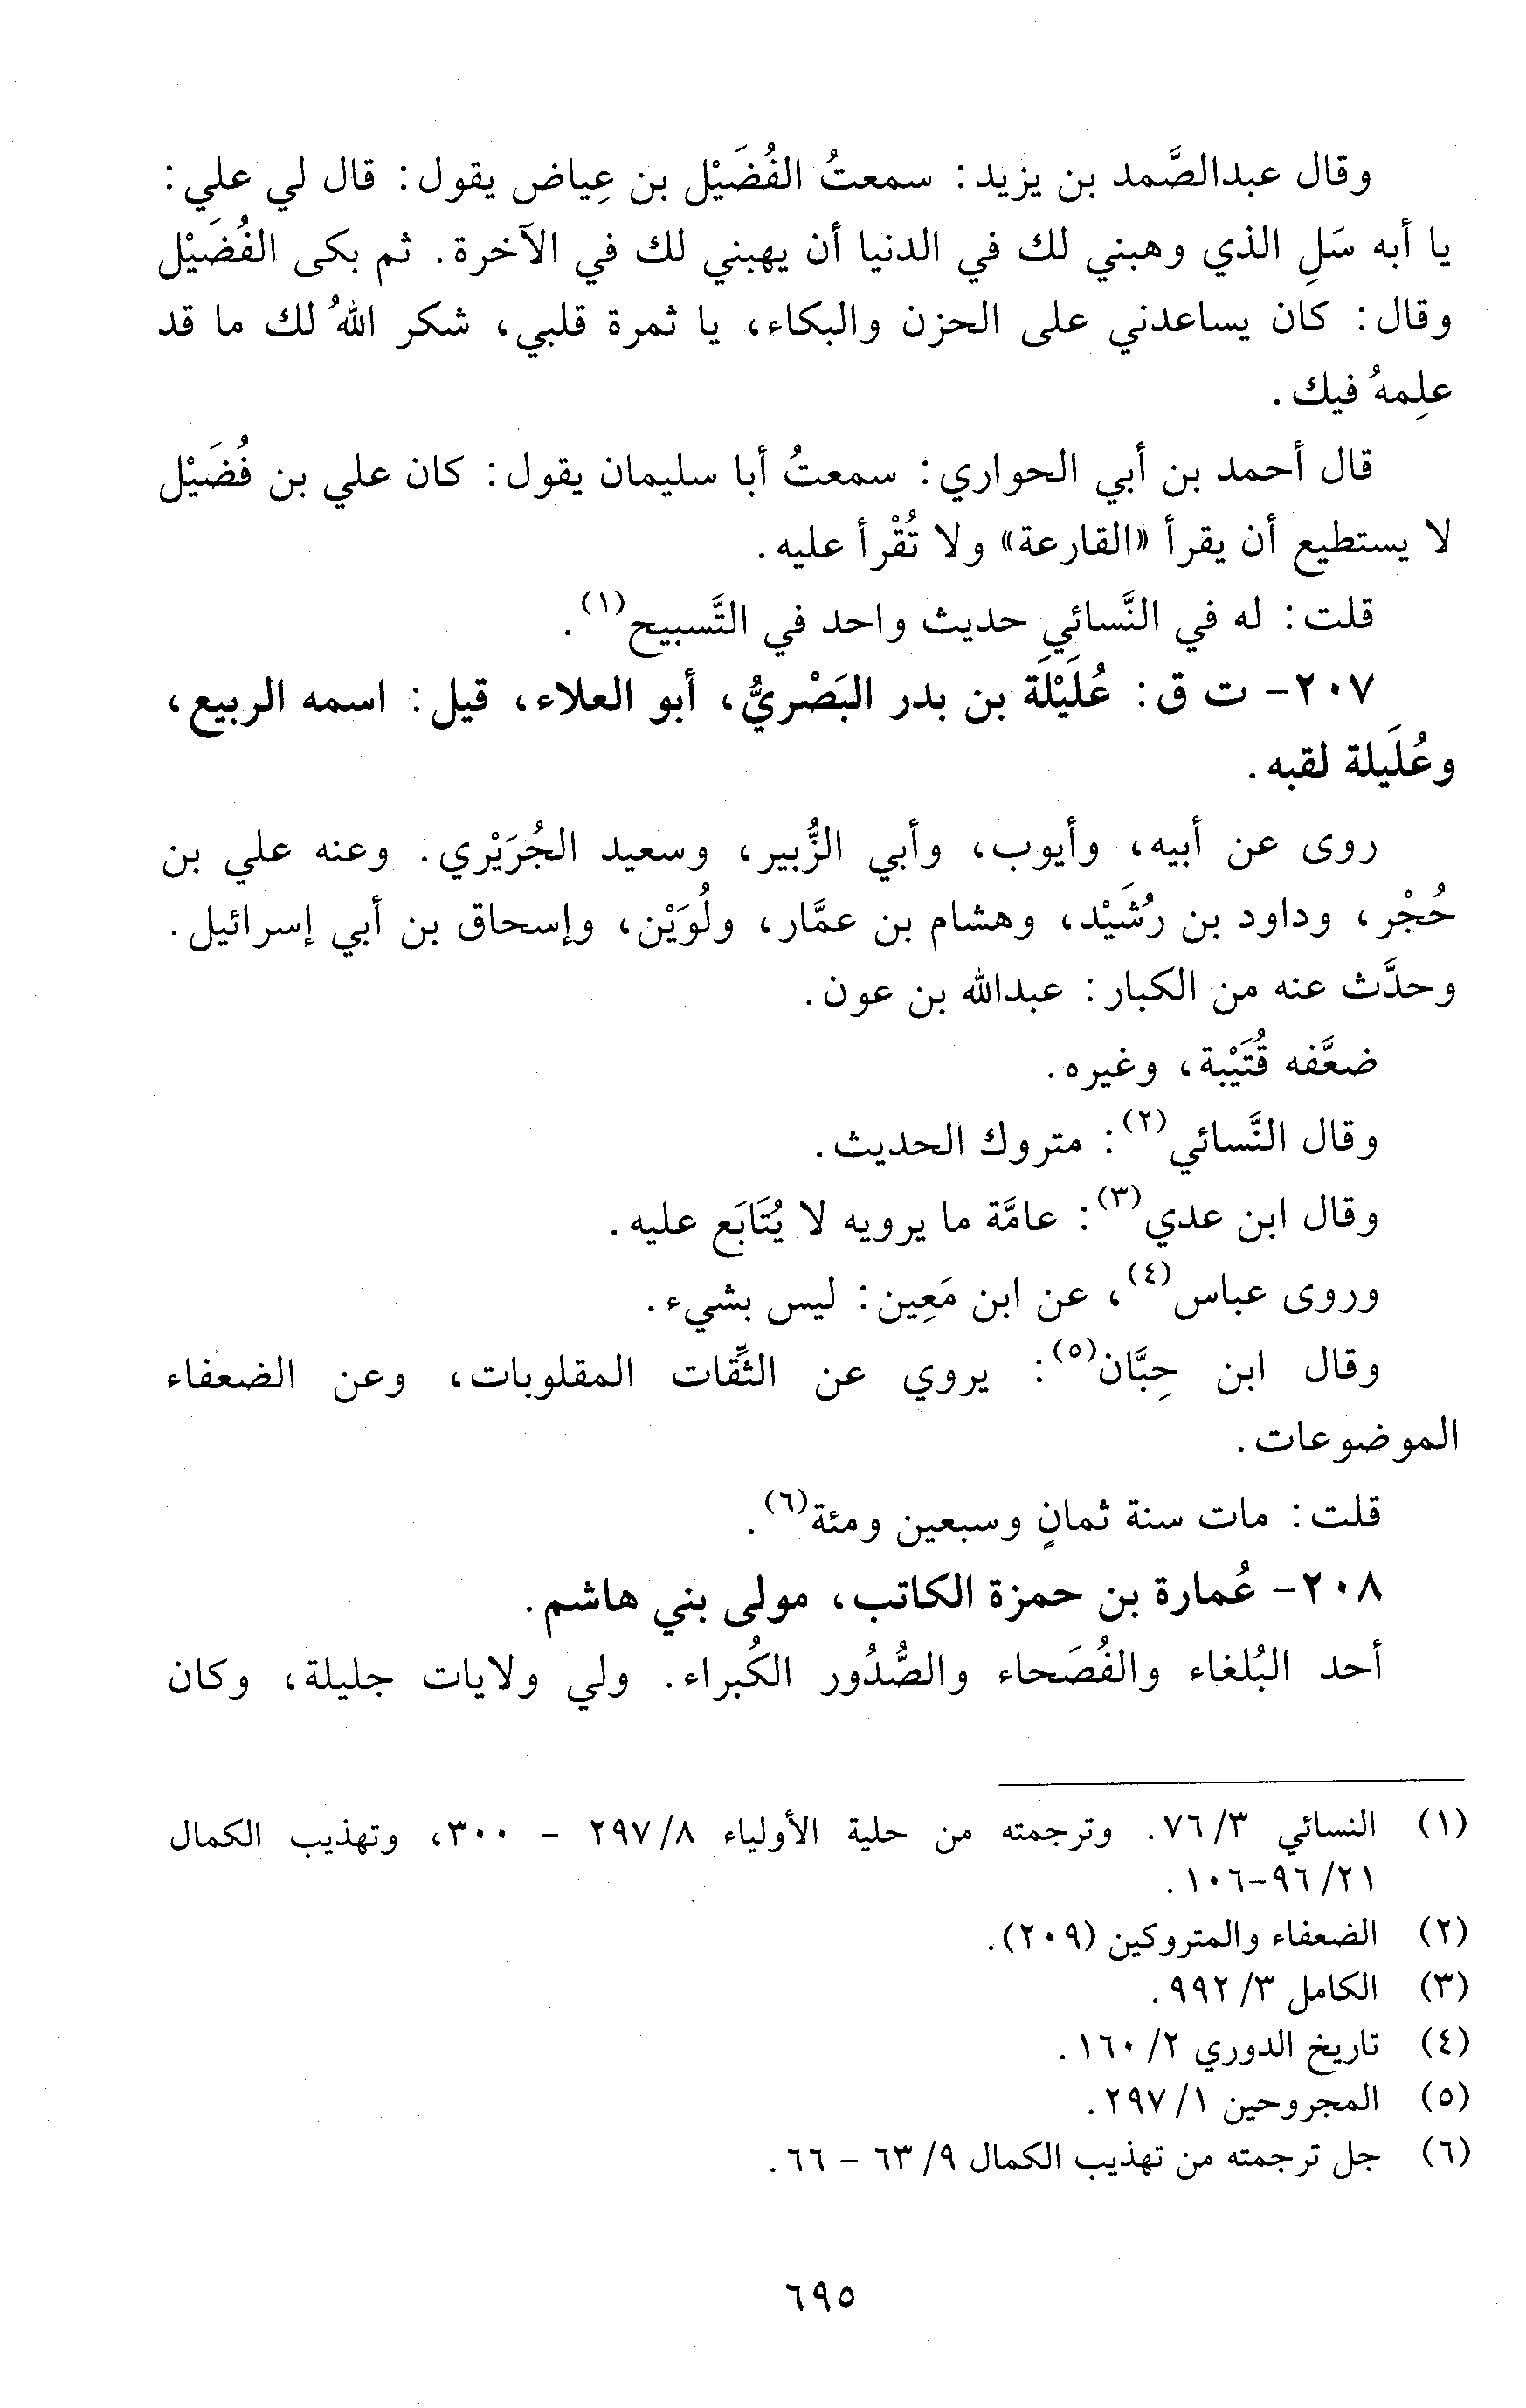 وقال عبدالصَّمد بن يزيد: سمعتُ الفُضَيْل بن عِياض يقول: قال لي علي:
يا أبه سَلِ الذي وهبني لك في الدنيا أن يهبني لك في الآخرة. ثم بكى الفُضَيْل
وقال: كان يساعدني على الحزن والبكاء، يا ثمرة قلبي، شكر اللهُ لك ما قد
علِمهُ فيك.
قال أحمد بن أبي الحواري: سمعتُ أبا سليمان يقول: كان علي بن فُضَيْل
لا يستطيع أن يقرأ «القارعة» ولا تُقْرأ عليه.
قلت: له في النَّسائي حديث واحد في التَّسبيح(١).
٢٠٧- ت ق: عُلَيْلَة بن بدر البَصْريُّ، أبو العلاء، قيل: اسمه الربيع،
وعُلَيلة لقبه.
روى عن أبيه، وأيوب، وأبي الزُّبير، وسعيد الجُرَيْري. وعنه علي بن
حُجْر، وداود بن رُشَيْد، وهشام بن عمَّار، ولُوَيْن، وإسحاق بن أبي إسرائيل.
وحدَّث عنه من الكبار: عبدالله بن عون.
ضعَّفه قُتَيْبة، وغيره.
وقال النَّسائي(٢): متروك الحديث.
وقال ابن عدي(٣): عامَّة ما يرويه لا يُتَابَع عليه.
وروى عباس(٤)، عن ابن مَعِين: ليس بشيء.
وقال ابن حِبَّان(٥): يروي عن الثِّقات المقلوبات، وعن الضعفاء
الموضوعات.
قلت: مات سنة ثمانٍ وسبعين ومئة(٦).
٢٠٨- عُمارة بن حمزة الكاتب، مولى بني هاشم.
أحد البُلغاء والفُصَحاء والصُّدُور الكُبراء. ولي ولايات جليلة، وكان
(١) النسائي ٣/ ٧٦. وترجمته من حلية الأولياء ٨/ ٢٩٧ - ٣٠٠، وتهذيب الكمال
٢١/ ٩٦-١٠٦.
(٢) الضعفاء والمتروكين (٢٠٩).
(٣) الكامل ٣/ ٩٩٢.
(٤) تاريخ الدوري ٢/ ١٦٠.
(٥) المجروحين ١/ ٢٩٧.
(٦) جل ترجمته من تهذيب الكمال ٩/ ٦٣ - ٦٦.
٦٩٥